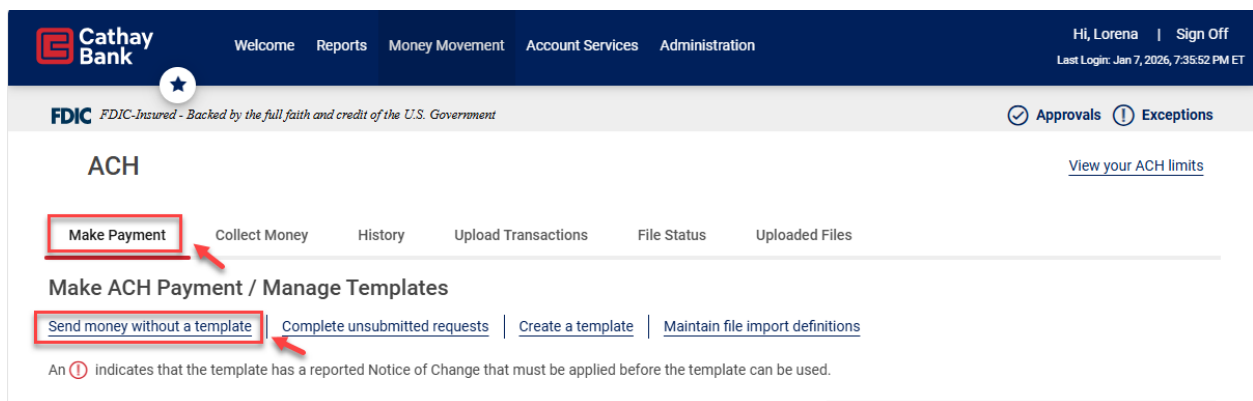 Cathay
Bank
Welcome Reports Money Movement Account Services Administration
Hi, Lorena | Sign Off
Last Login: Jan 7, 2026, 7:35:52 PM ET
FDIC FDIC-Insured - Backed by the full faith and credit of the U.S. Government
Approvals Exceptions
ACH
View your ACH limits
Make Payment Collect Money History Upload Transactions File Status Uploaded Files
Make ACH Payment / Manage Templates
Send money without a template | Complete unsubmitted requests | Create a template | Maintain file import definitions
An ! indicates that the template has a reported Notice of Change that must be applied before the template can be used.